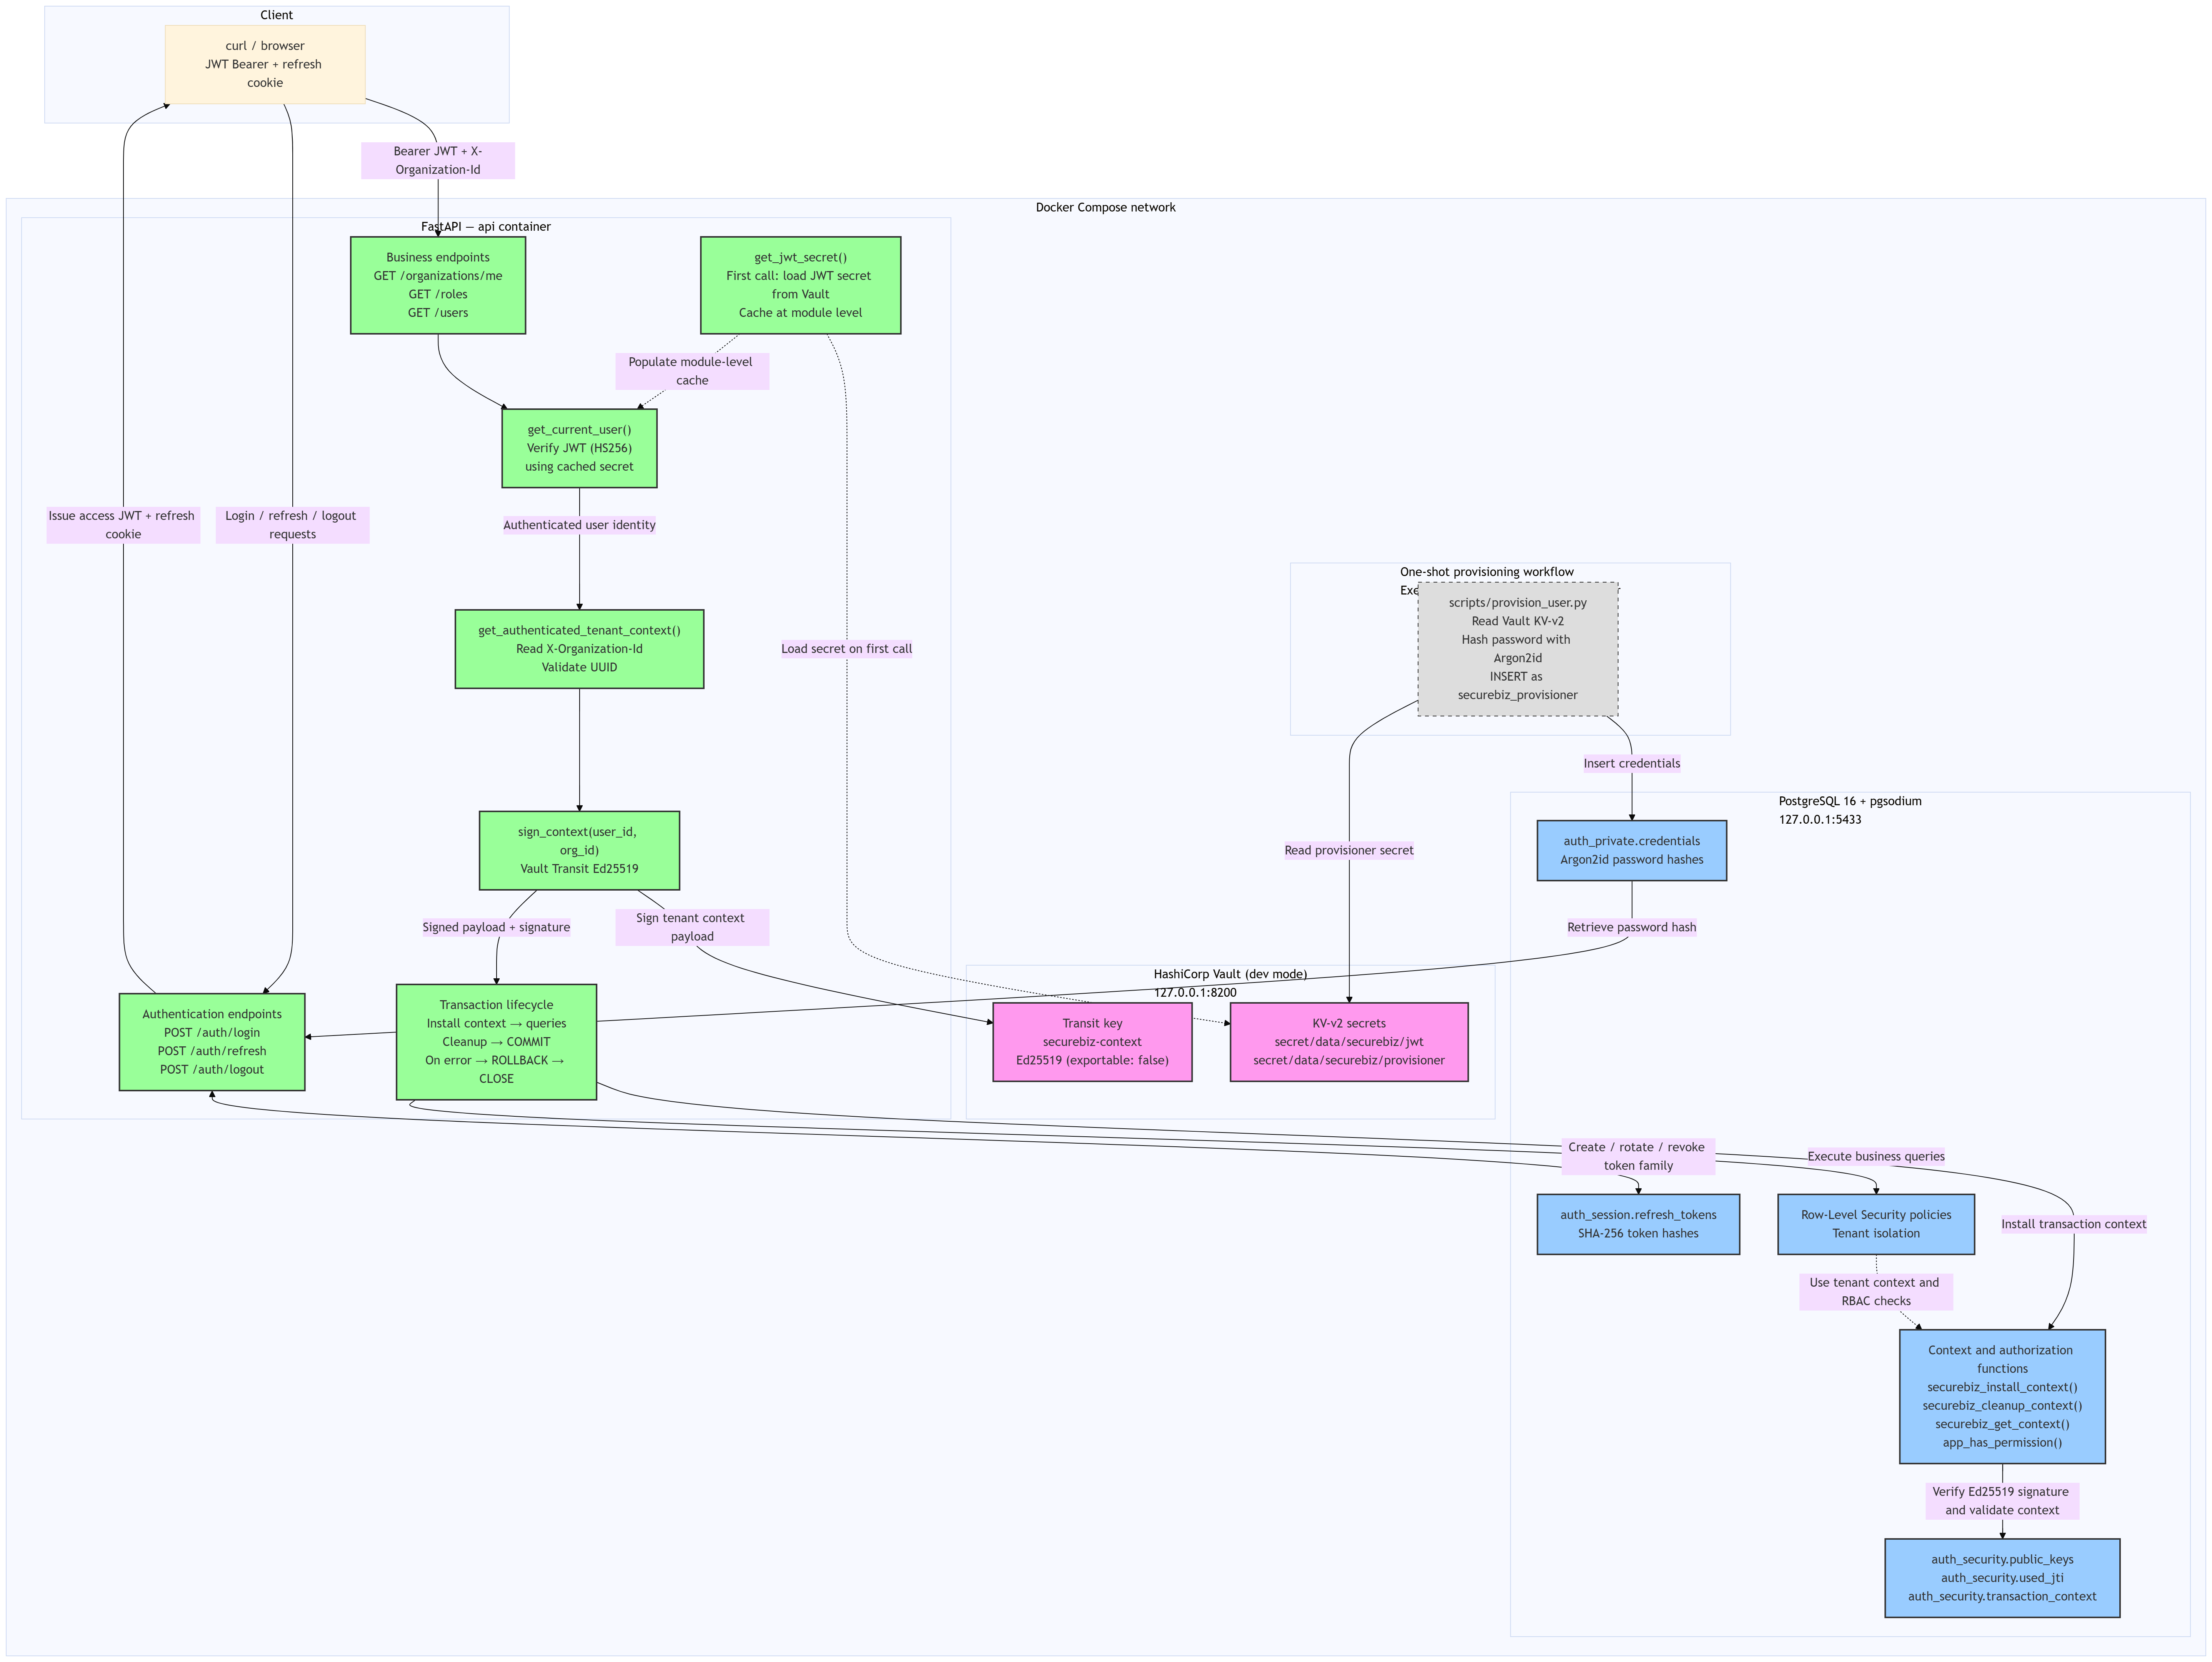 Client
curl / browser
JWT Bearer + refresh
cookie
Bearer JWT + X-
Organization-Id
Docker Compose network
FastAPI — api container
Business endpoints
GET /organizations/me
GET /roles
GET /users
get_jwt_secret()
First call: load JWT secret
from Vault
Cache at module level
Populate module-level
cache
get_current_user()
Verify JWT (HS256)
using cached secret
Issue access JWT + refresh
cookie
Login / refresh / logout
requests
Authenticated user identity
One-shot provisioning workflow
scripts/provision_user.py
Read Vault KV-v2
Hash password with
Argon2id
INSERT as
securebiz_provisioner
get_authenticated_tenant_context()
Read X-Organization-Id
Validate UUID
Load secret on first call
Insert credentials
PostgreSQL 16 + pgsodium
127.0.0.1:5433
sign_context(user_id,
org_id)
Vault Transit Ed25519
Read provisioner secret
auth_private.credentials
Argon2id password hashes
Signed payload + signature
Sign tenant context
payload
Retrieve password hash
HashiCorp Vault (dev mode)
127.0.0.1:8200
Authentication endpoints
POST /auth/login
POST /auth/refresh
POST /auth/logout
Transaction lifecycle
Install context → queries
Cleanup → COMMIT
On error → ROLLBACK →
CLOSE
Transit key
securebiz-context
Ed25519 (exportable: false)
KV-v2 secrets
secret/data/securebiz/jwt
secret/data/securebiz/provisioner
Create / rotate / revoke
token family
Execute business queries
auth_session.refresh_tokens
SHA-256 token hashes
Row-Level Security policies
Tenant isolation
Install transaction context
Use tenant context and
RBAC checks
Context and authorization
functions
securebiz_install_context()
securebiz_cleanup_context()
securebiz_get_context()
app_has_permission()
Verify Ed25519 signature
and validate context
auth_security.public_keys
auth_security.used_jti
auth_security.transaction_context